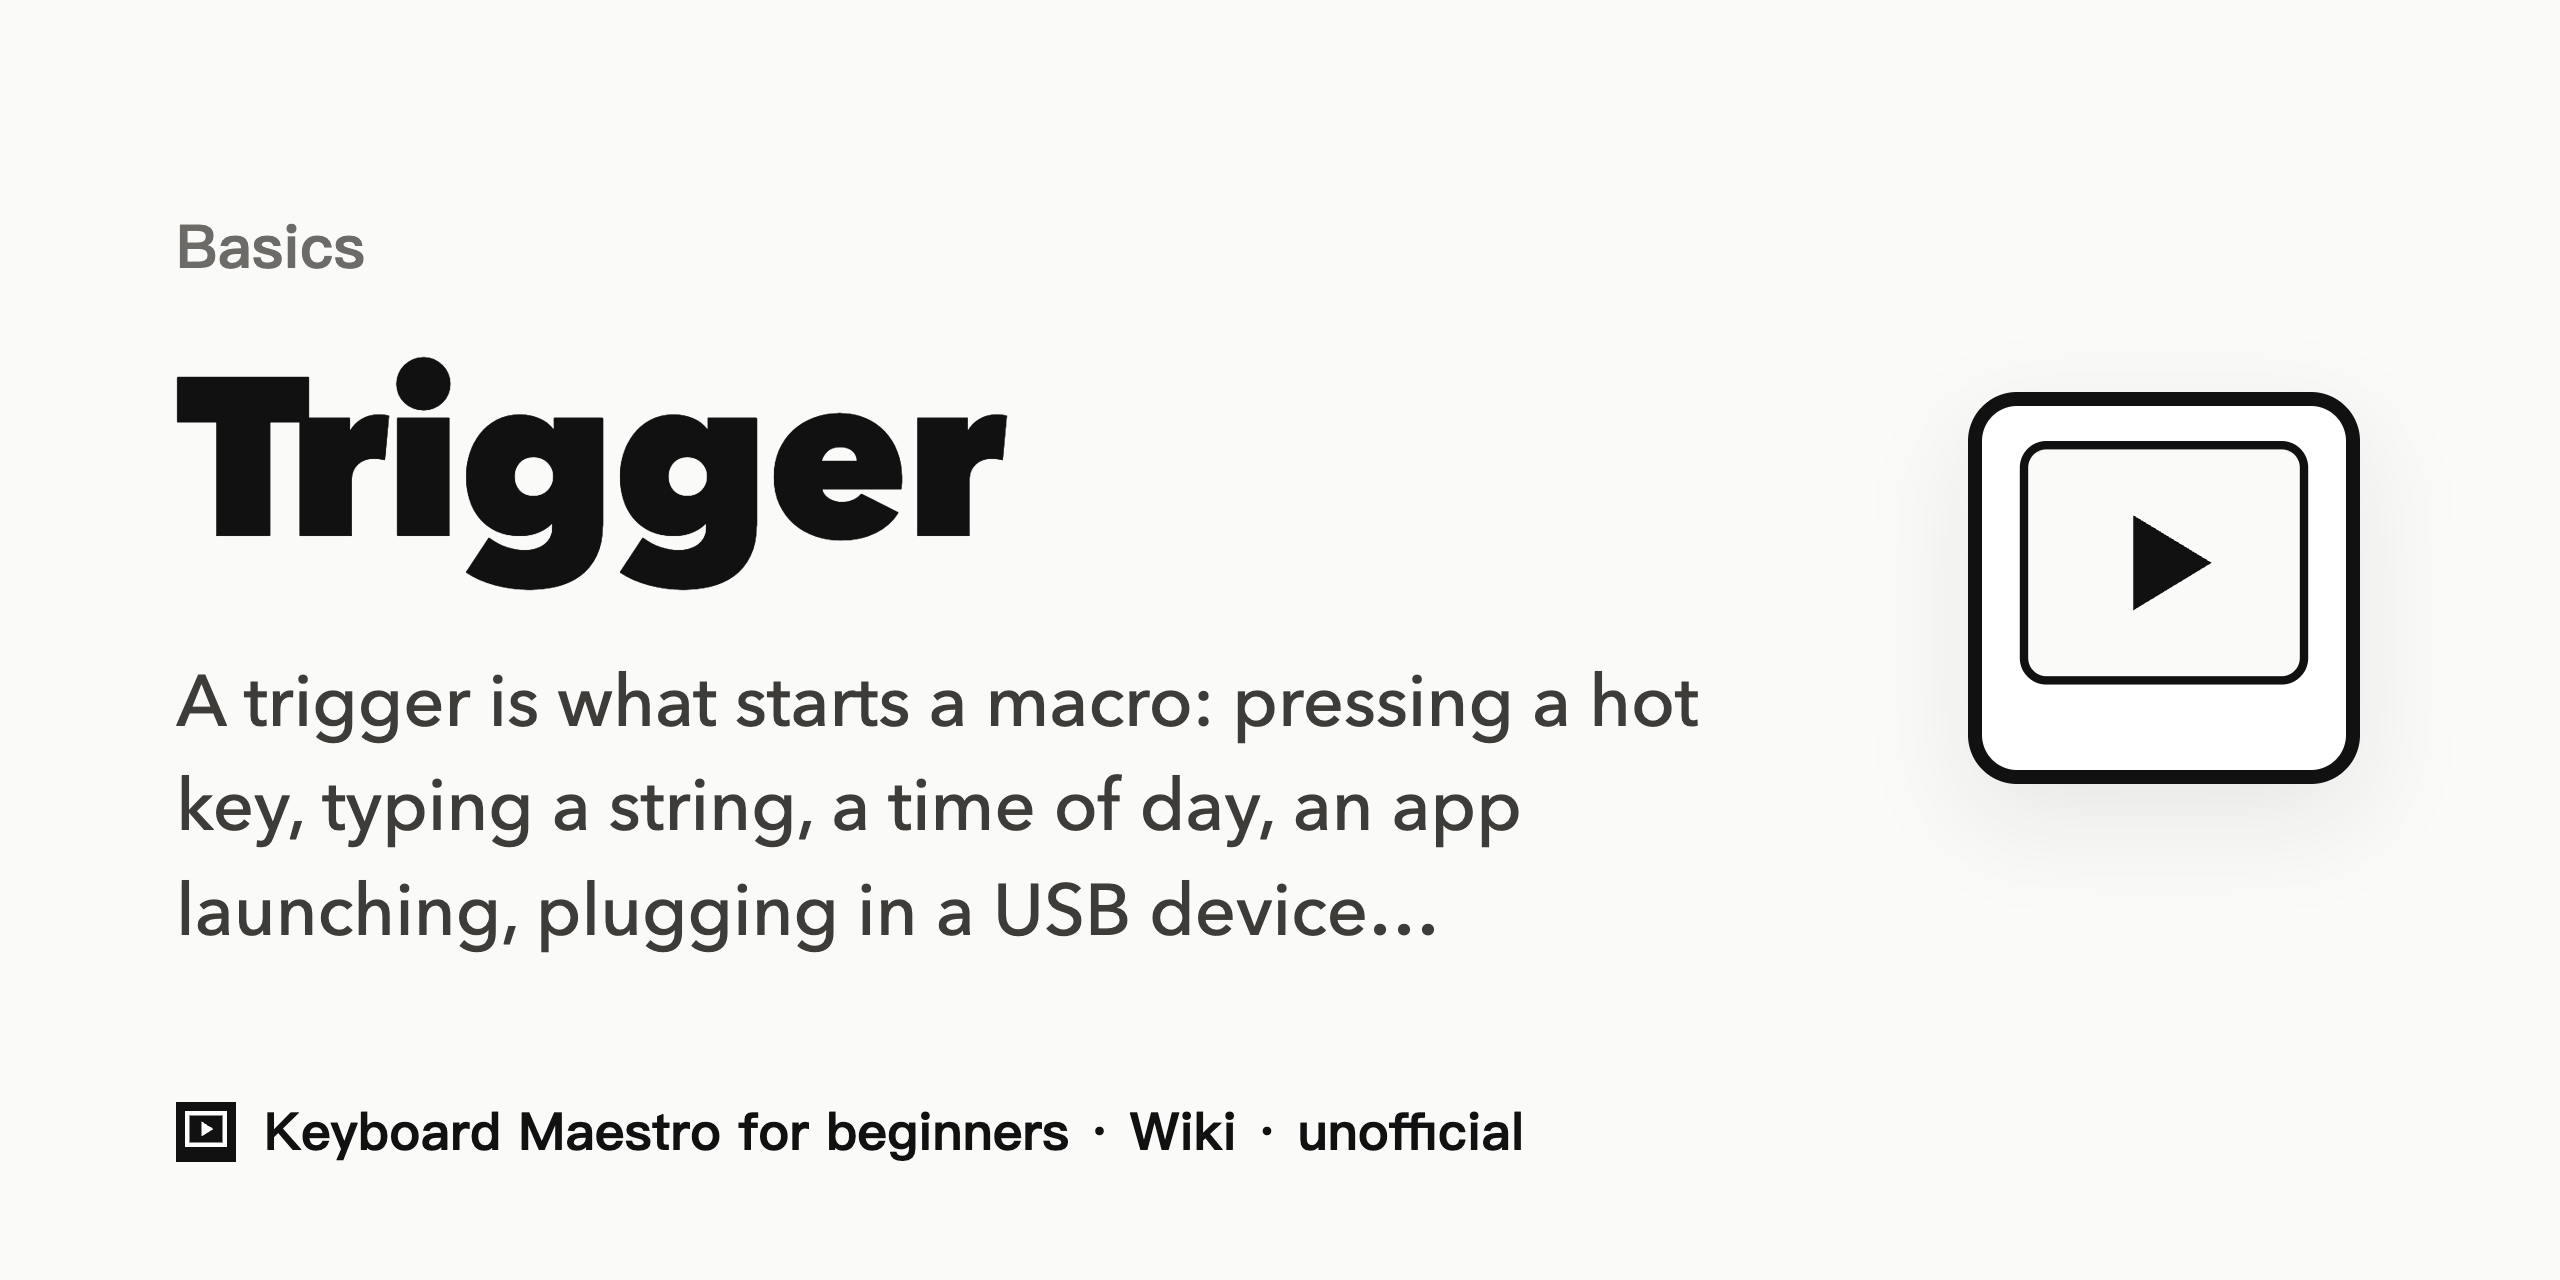 Basics
Trigger
A trigger is what starts a macro: pressing a hot
key, typing a string, a time of day, an app
launching, plugging in a USB device…
Keyboard Maestro for beginners · Wiki · unofficial